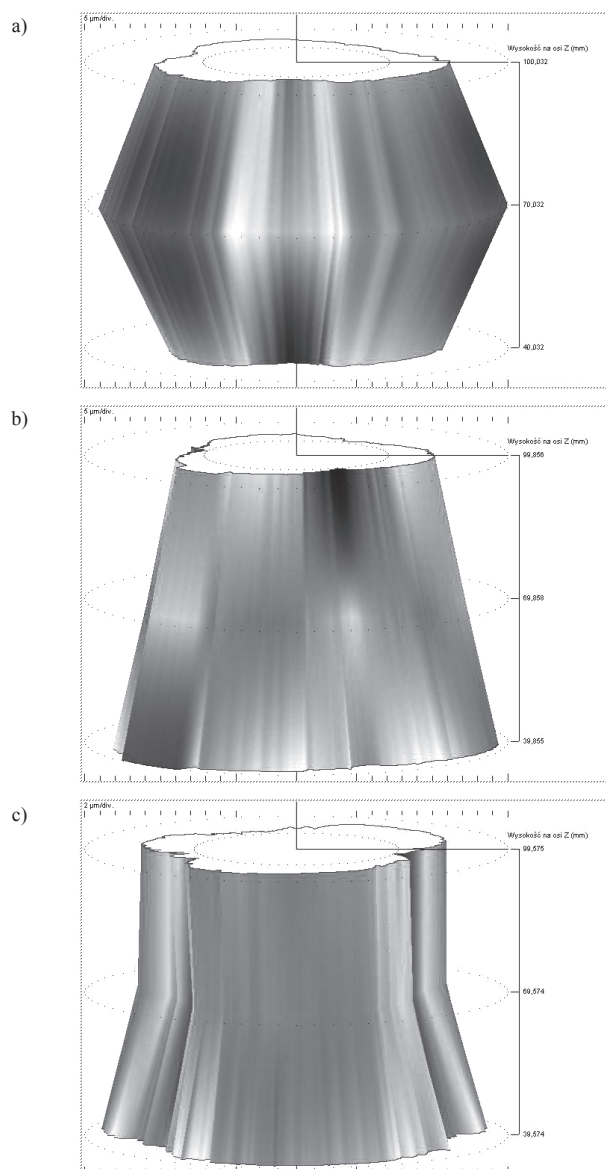 a)
5 µm/div.
Wysokość na osi Z (mm)
100,032
70,032
40,032
b)
5 µm/div.
Wysokość na osi Z (mm)
99,856
69,858
39,855
c)
2 µm/div.
Wysokość na osi Z (mm)
99,575
69,574
39,574